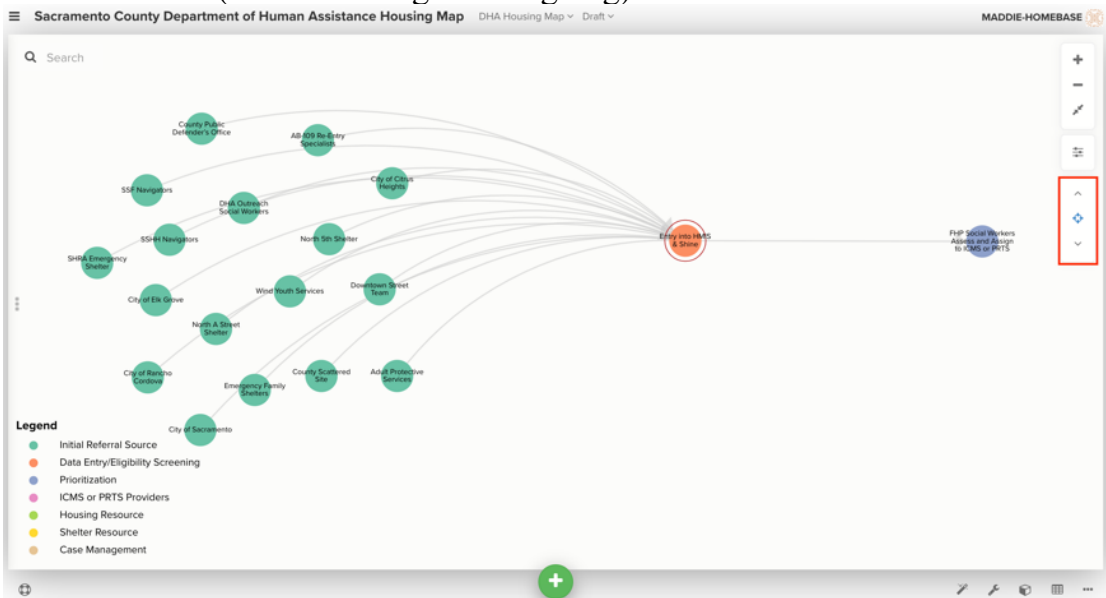 Sacramento County Department of Human Assistance Housing Map DHA Housing Map Draft MADDIE-HOMEBASE
Search
County Public
Defender's Office
AB-109 Re-Entry
Specialists
City of Citrus
Heights
SSF Navigators
DHA Outreach
Social Workers
SSHH Navigators
North 5th Shelter
Entry into HMIS
& Shine
FHP Social Workers
Assess and Assign
to ICMS or PRTS
SHRA Emergency
Shelter
City of Elk Grove
Wind Youth Services
Downtown Street
Team
North A Street
Shelter
City of Rancho
Cordova
Emergency Family
Shelters
County Scattered
Site
Adult Protective
Services
City of Sacramento
Legend
Initial Referral Source
Data Entry/Eligibility Screening
Prioritization
ICMS or PRTS Providers
Housing Resource
Shelter Resource
Case Management